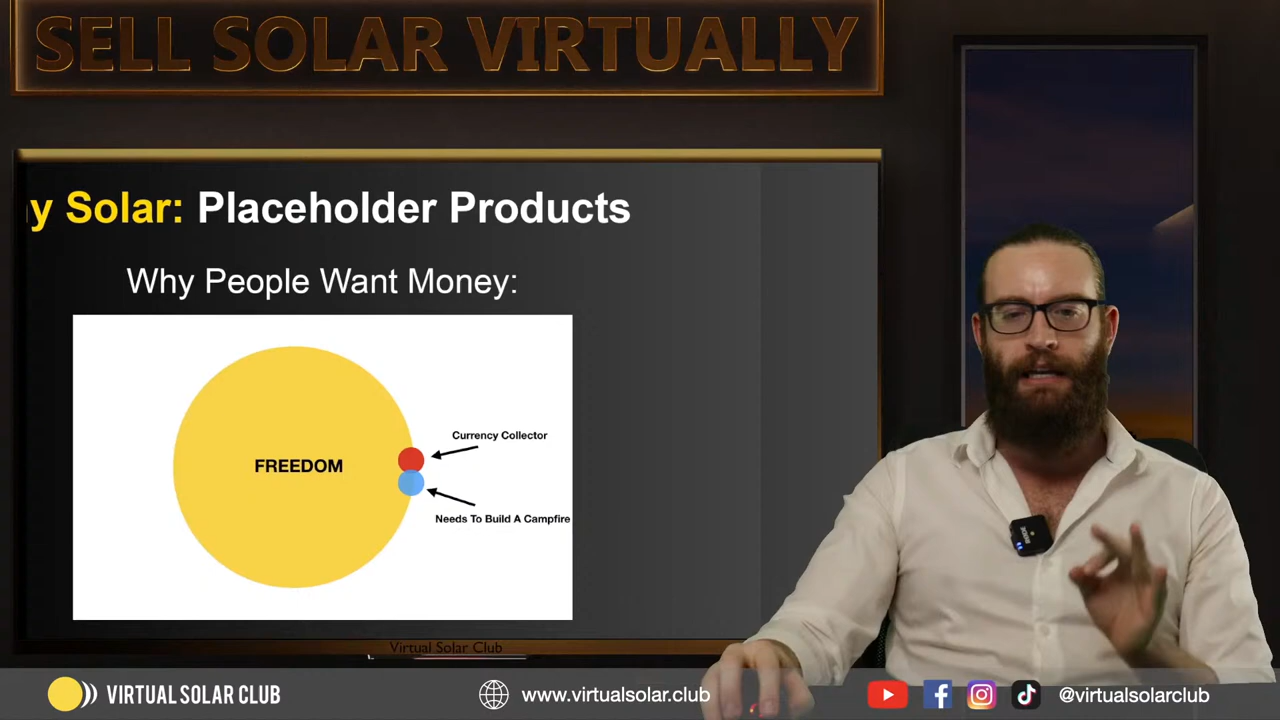 SELL SOLAR VIRTUALLY
y Solar: Placeholder Products
Why People Want Money:
FREEDOM
Currency Collector
Needs To Build A Campfire
Virtual Solar Club
VIRTUAL SOLAR CLUB
www.virtualsolar.club
@virtualsolarclub